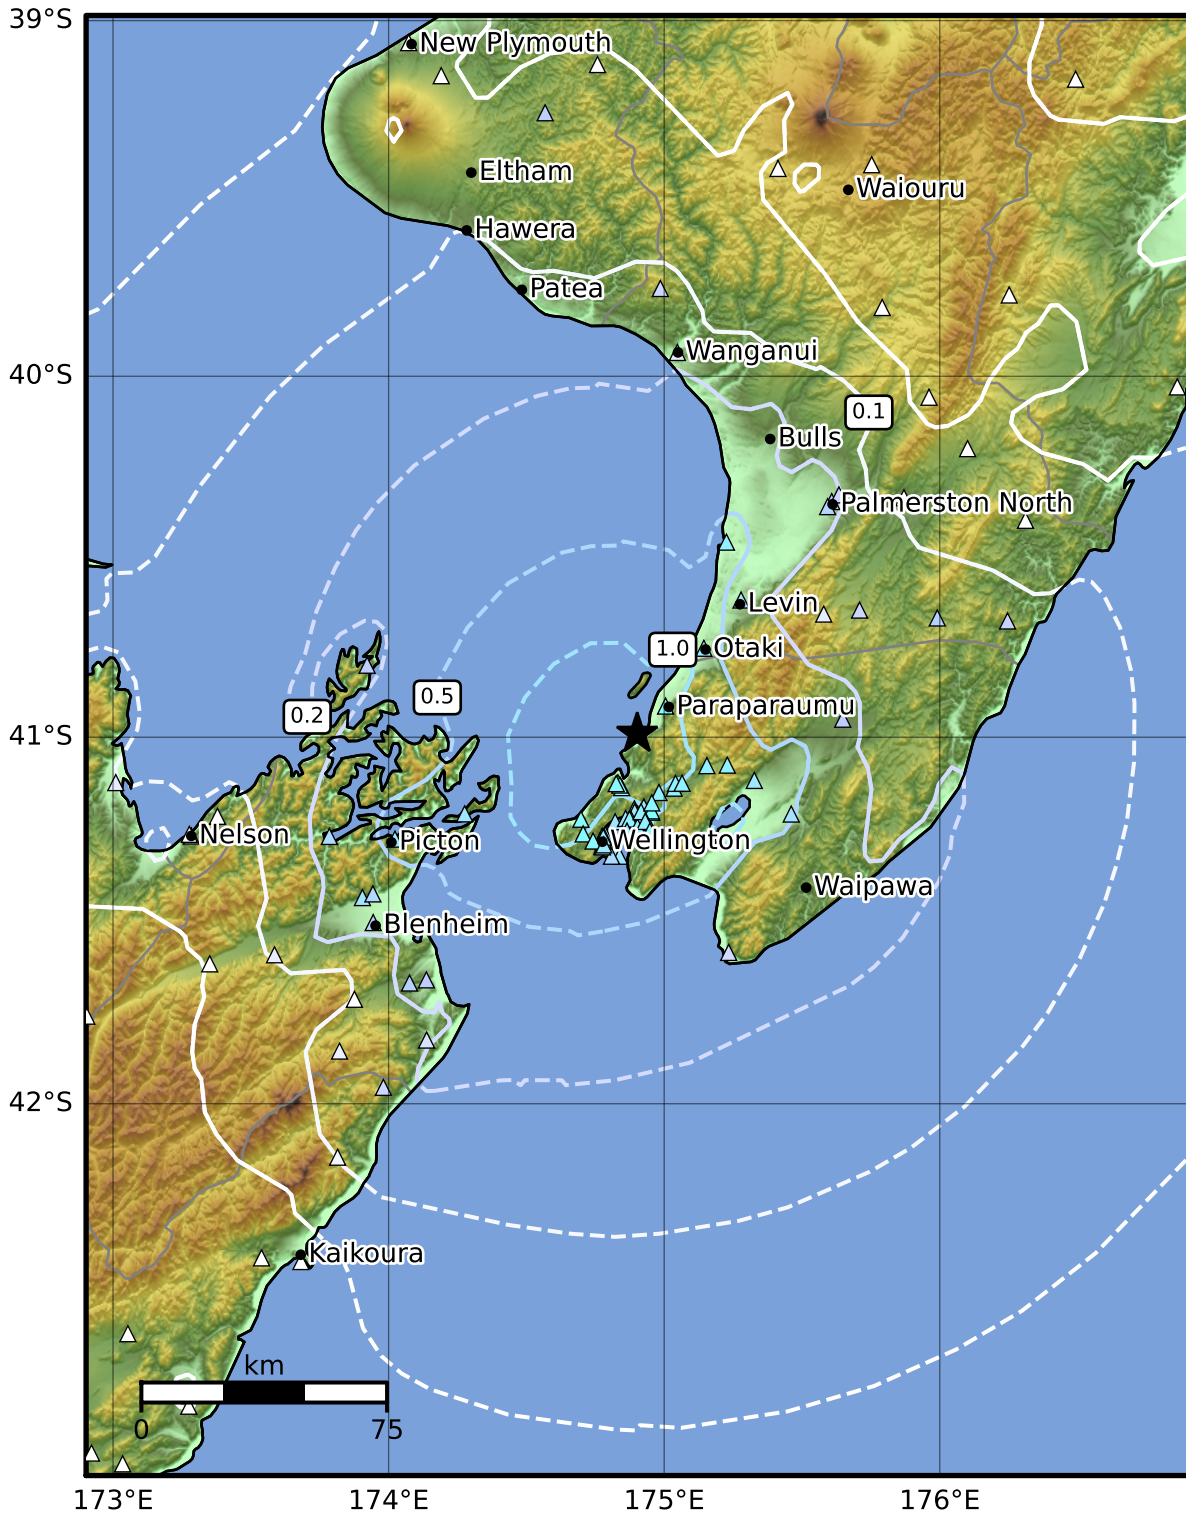 39°S
New Plymouth
Eltham
Waiouru
Hawera
Patea
Wanganui
40°S
0.1
Bulls
Palmerston North
Levin
1.0
Otaki
0.5
Paraparaumu
0.2
41°S
Nelson
Picton
Wellington
Waipawa
Blenheim
42°S
Kaikoura
km
0
75
173°E
174°E
175°E
176°E